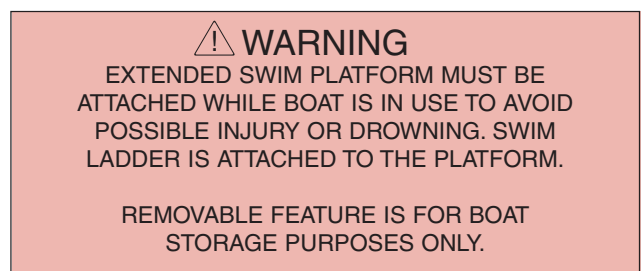 WARNING
EXTENDED SWIM PLATFORM MUST BE
ATTACHED WHILE BOAT IS IN USE TO AVOID
POSSIBLE INJURY OR DROWNING. SWIM
LADDER IS ATTACHED TO THE PLATFORM.
REMOVABLE FEATURE IS FOR BOAT
STORAGE PURPOSES ONLY.